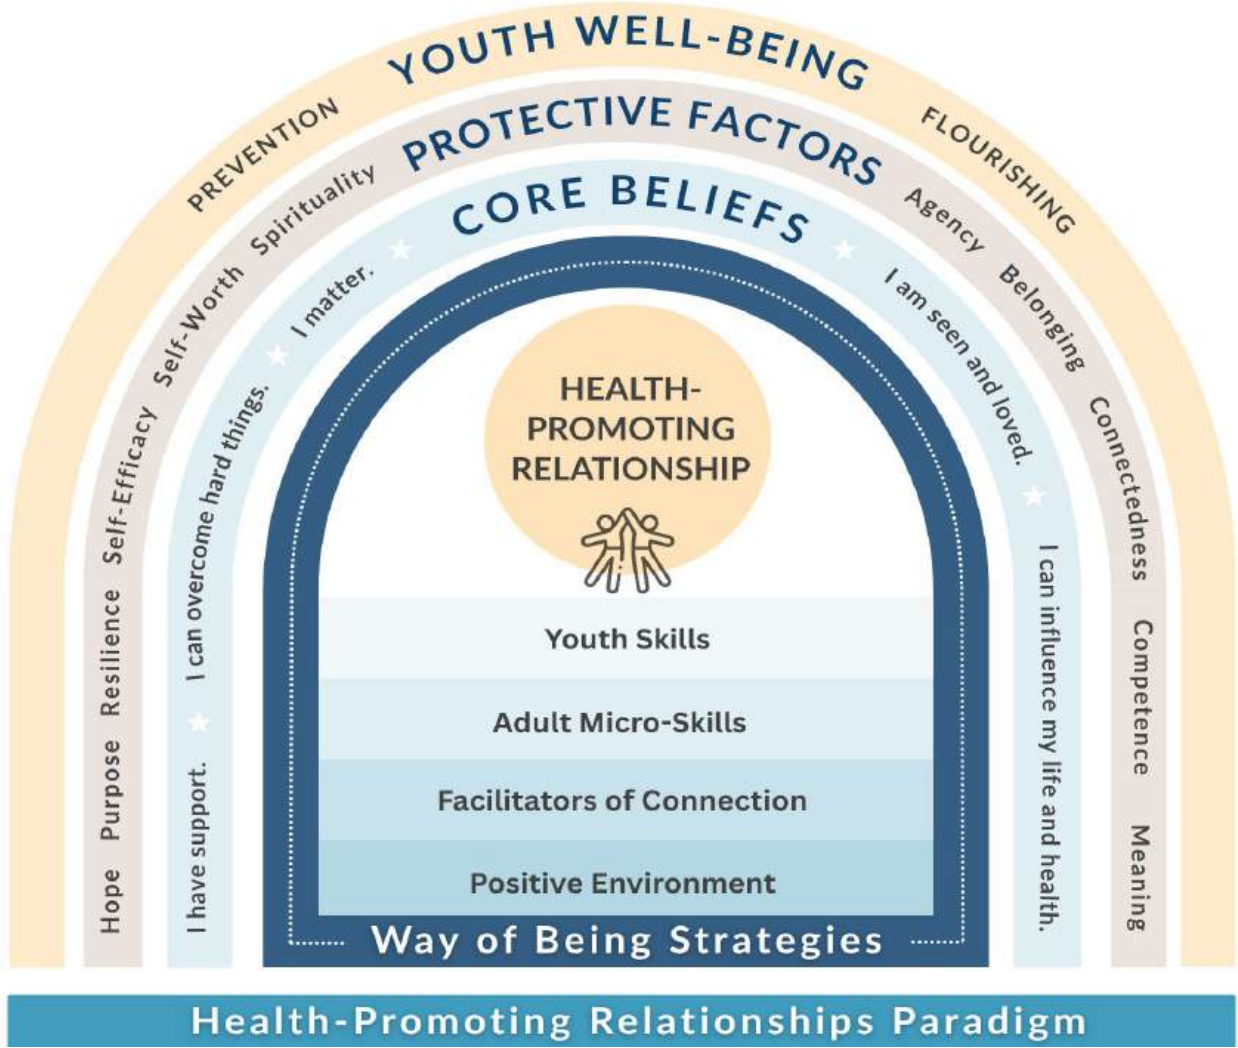 YOUTH WELL-BEING
PREVENTION
FLOURISHING
PROTECTIVE FACTORS
Hope
Purpose
Resilience
Self-Efficacy
Self-Worth
Spirituality
Agency
Belonging
Connectedness
Competence
Meaning
CORE BELIEFS
I have support.
I can overcome hard things.
I matter.
I am seen and loved.
I can influence my life and health.
HEALTH-
PROMOTING
RELATIONSHIP
Youth Skills
Adult Micro-Skills
Facilitators of Connection
Positive Environment
Way of Being Strategies
Health-Promoting Relationships Paradigm